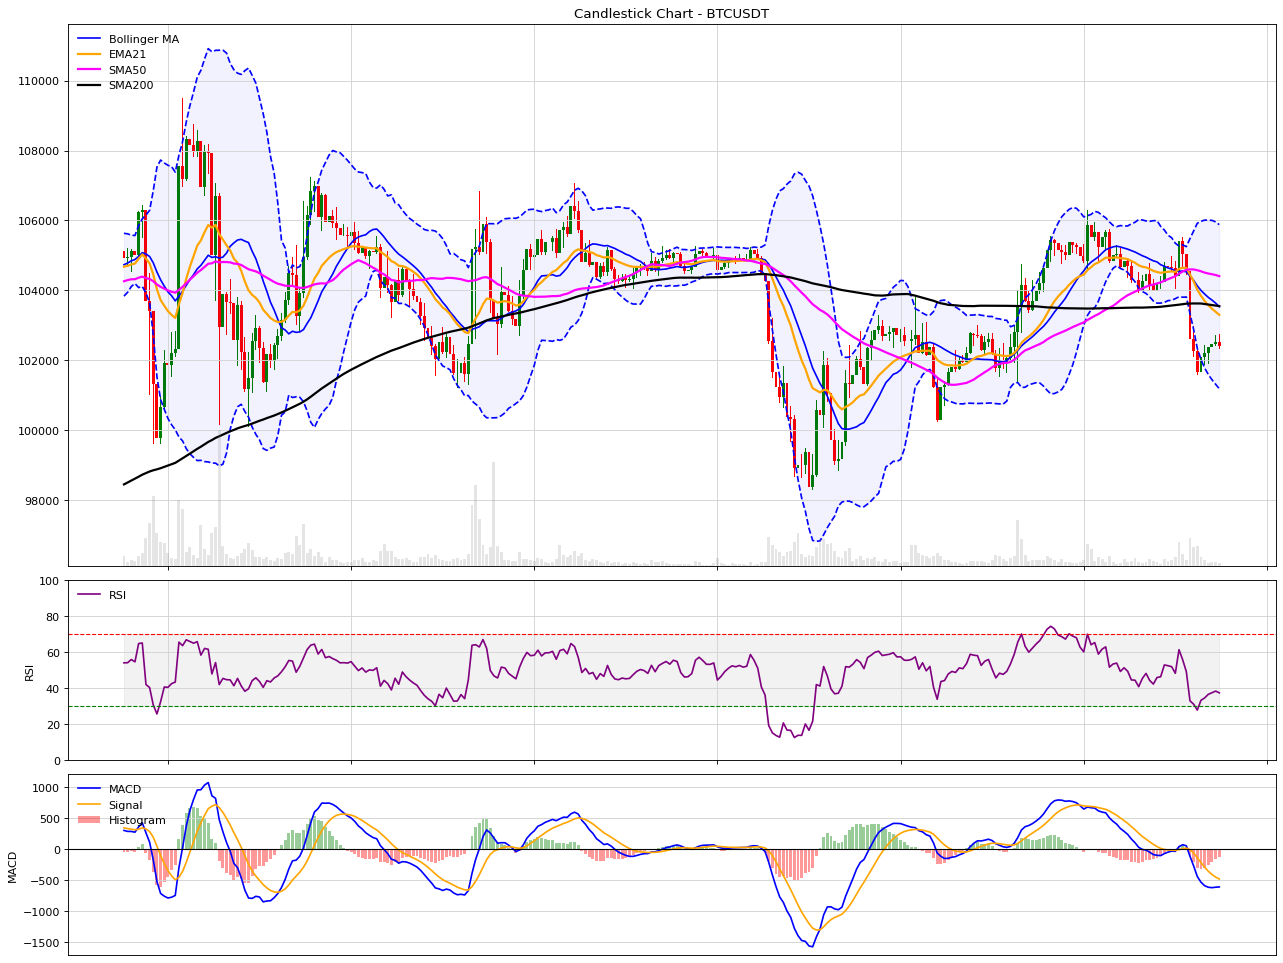 Candlestick Chart - BTCUSDT
Bollinger MA
EMA21
SMA50
SMA200
110000
108000
106000
104000
102000
100000
98000
RSI
100
80
60
40
20
0
RSI
MACD
Signal
Histogram
1000
500
0
−500
−1000
−1500
MACD